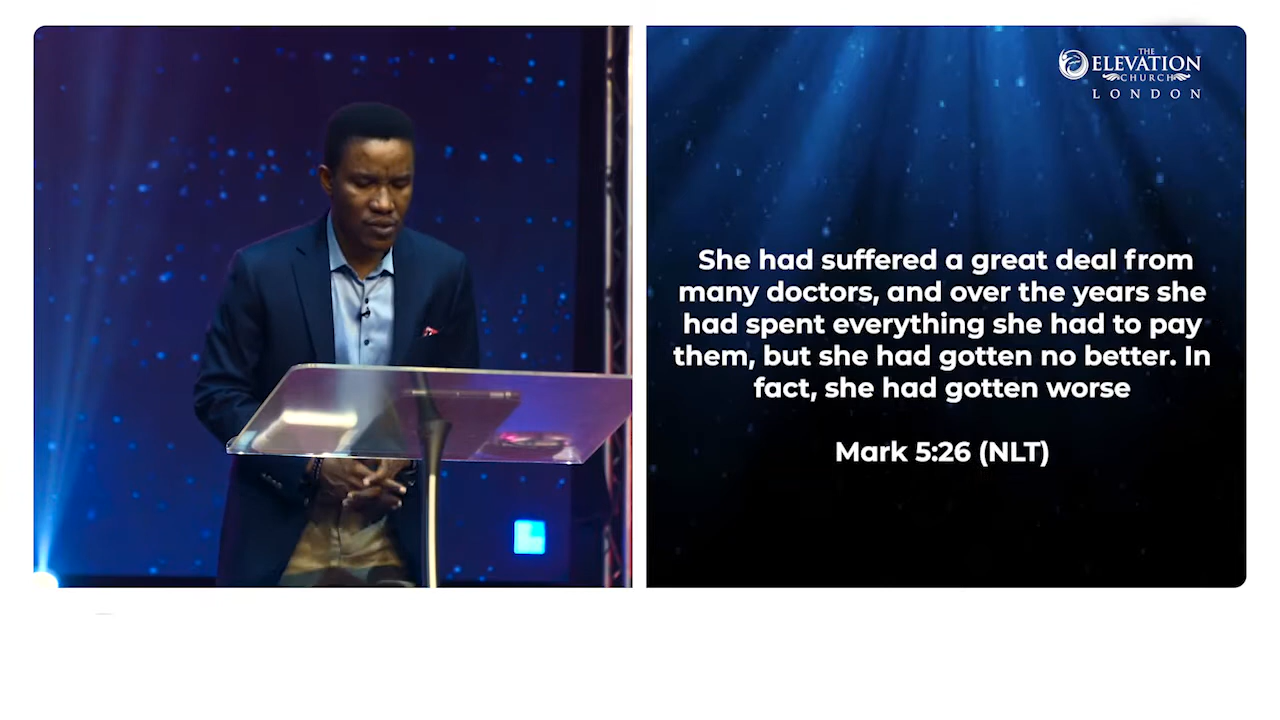 THE
ELEVATION
CHURCH
LONDON
She had suffered a great deal from
many doctors, and over the years she
had spent everything she had to pay
them, but she had gotten no better. In
fact, she had gotten worse
Mark 5:26 (NLT)